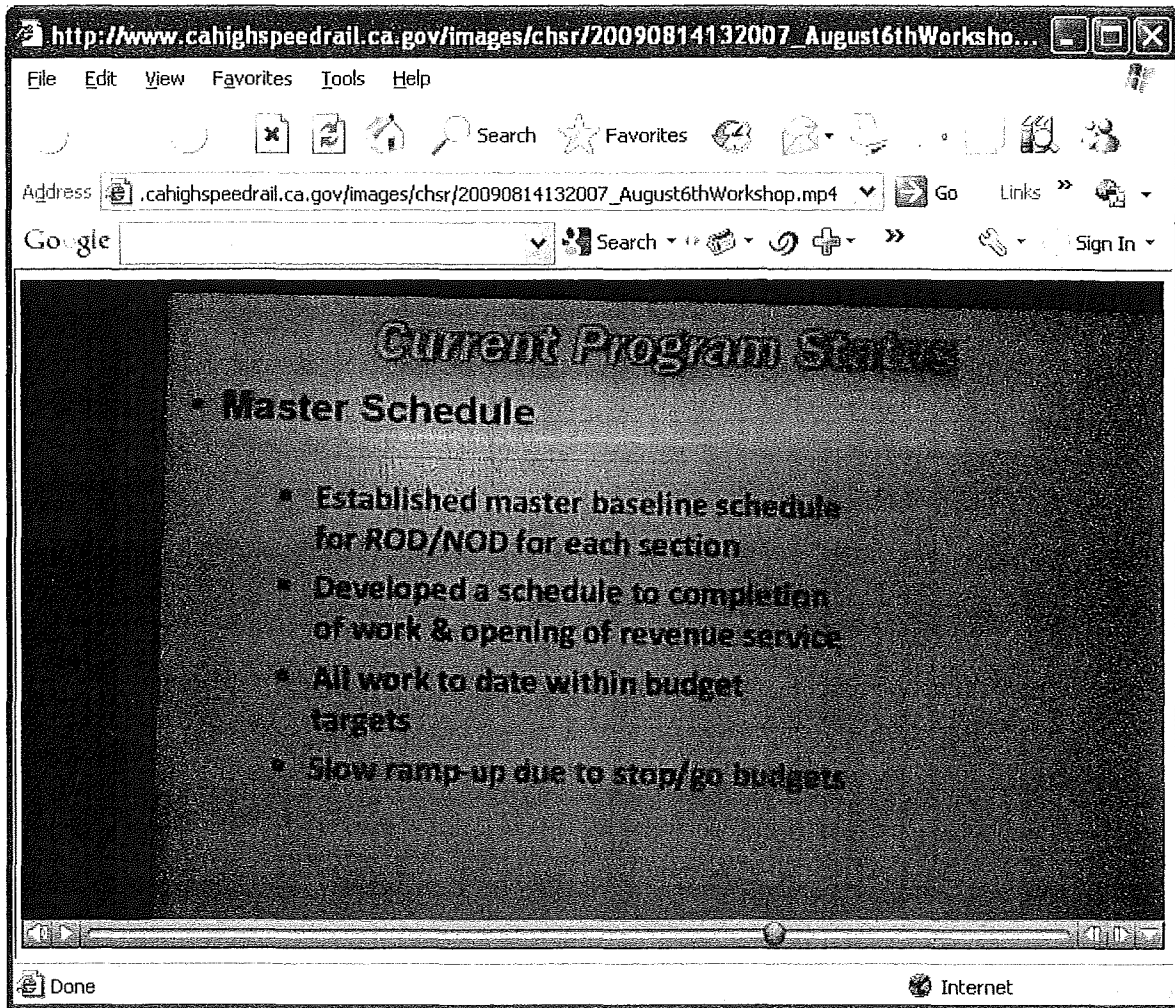 http://www.cahighspeedrail.ca.gov/images/chsr/20090814132007_August6thWorksho...
File Edit View Favorites Tools Help
Search Favorites
Address .cahighspeedrail.ca.gov/images/chsr/20090814132007_August6thWorkshop.mp4 Go Links »
Google Search » Sign In
Current Program Status
• Master Schedule
• Established master baseline schedule
for ROD/NOD for each section
• Developed a schedule to completion
of work & opening of revenue service
• All work to date within budget
targets
• Slow ramp-up due to stop/go budgets
Done Internet